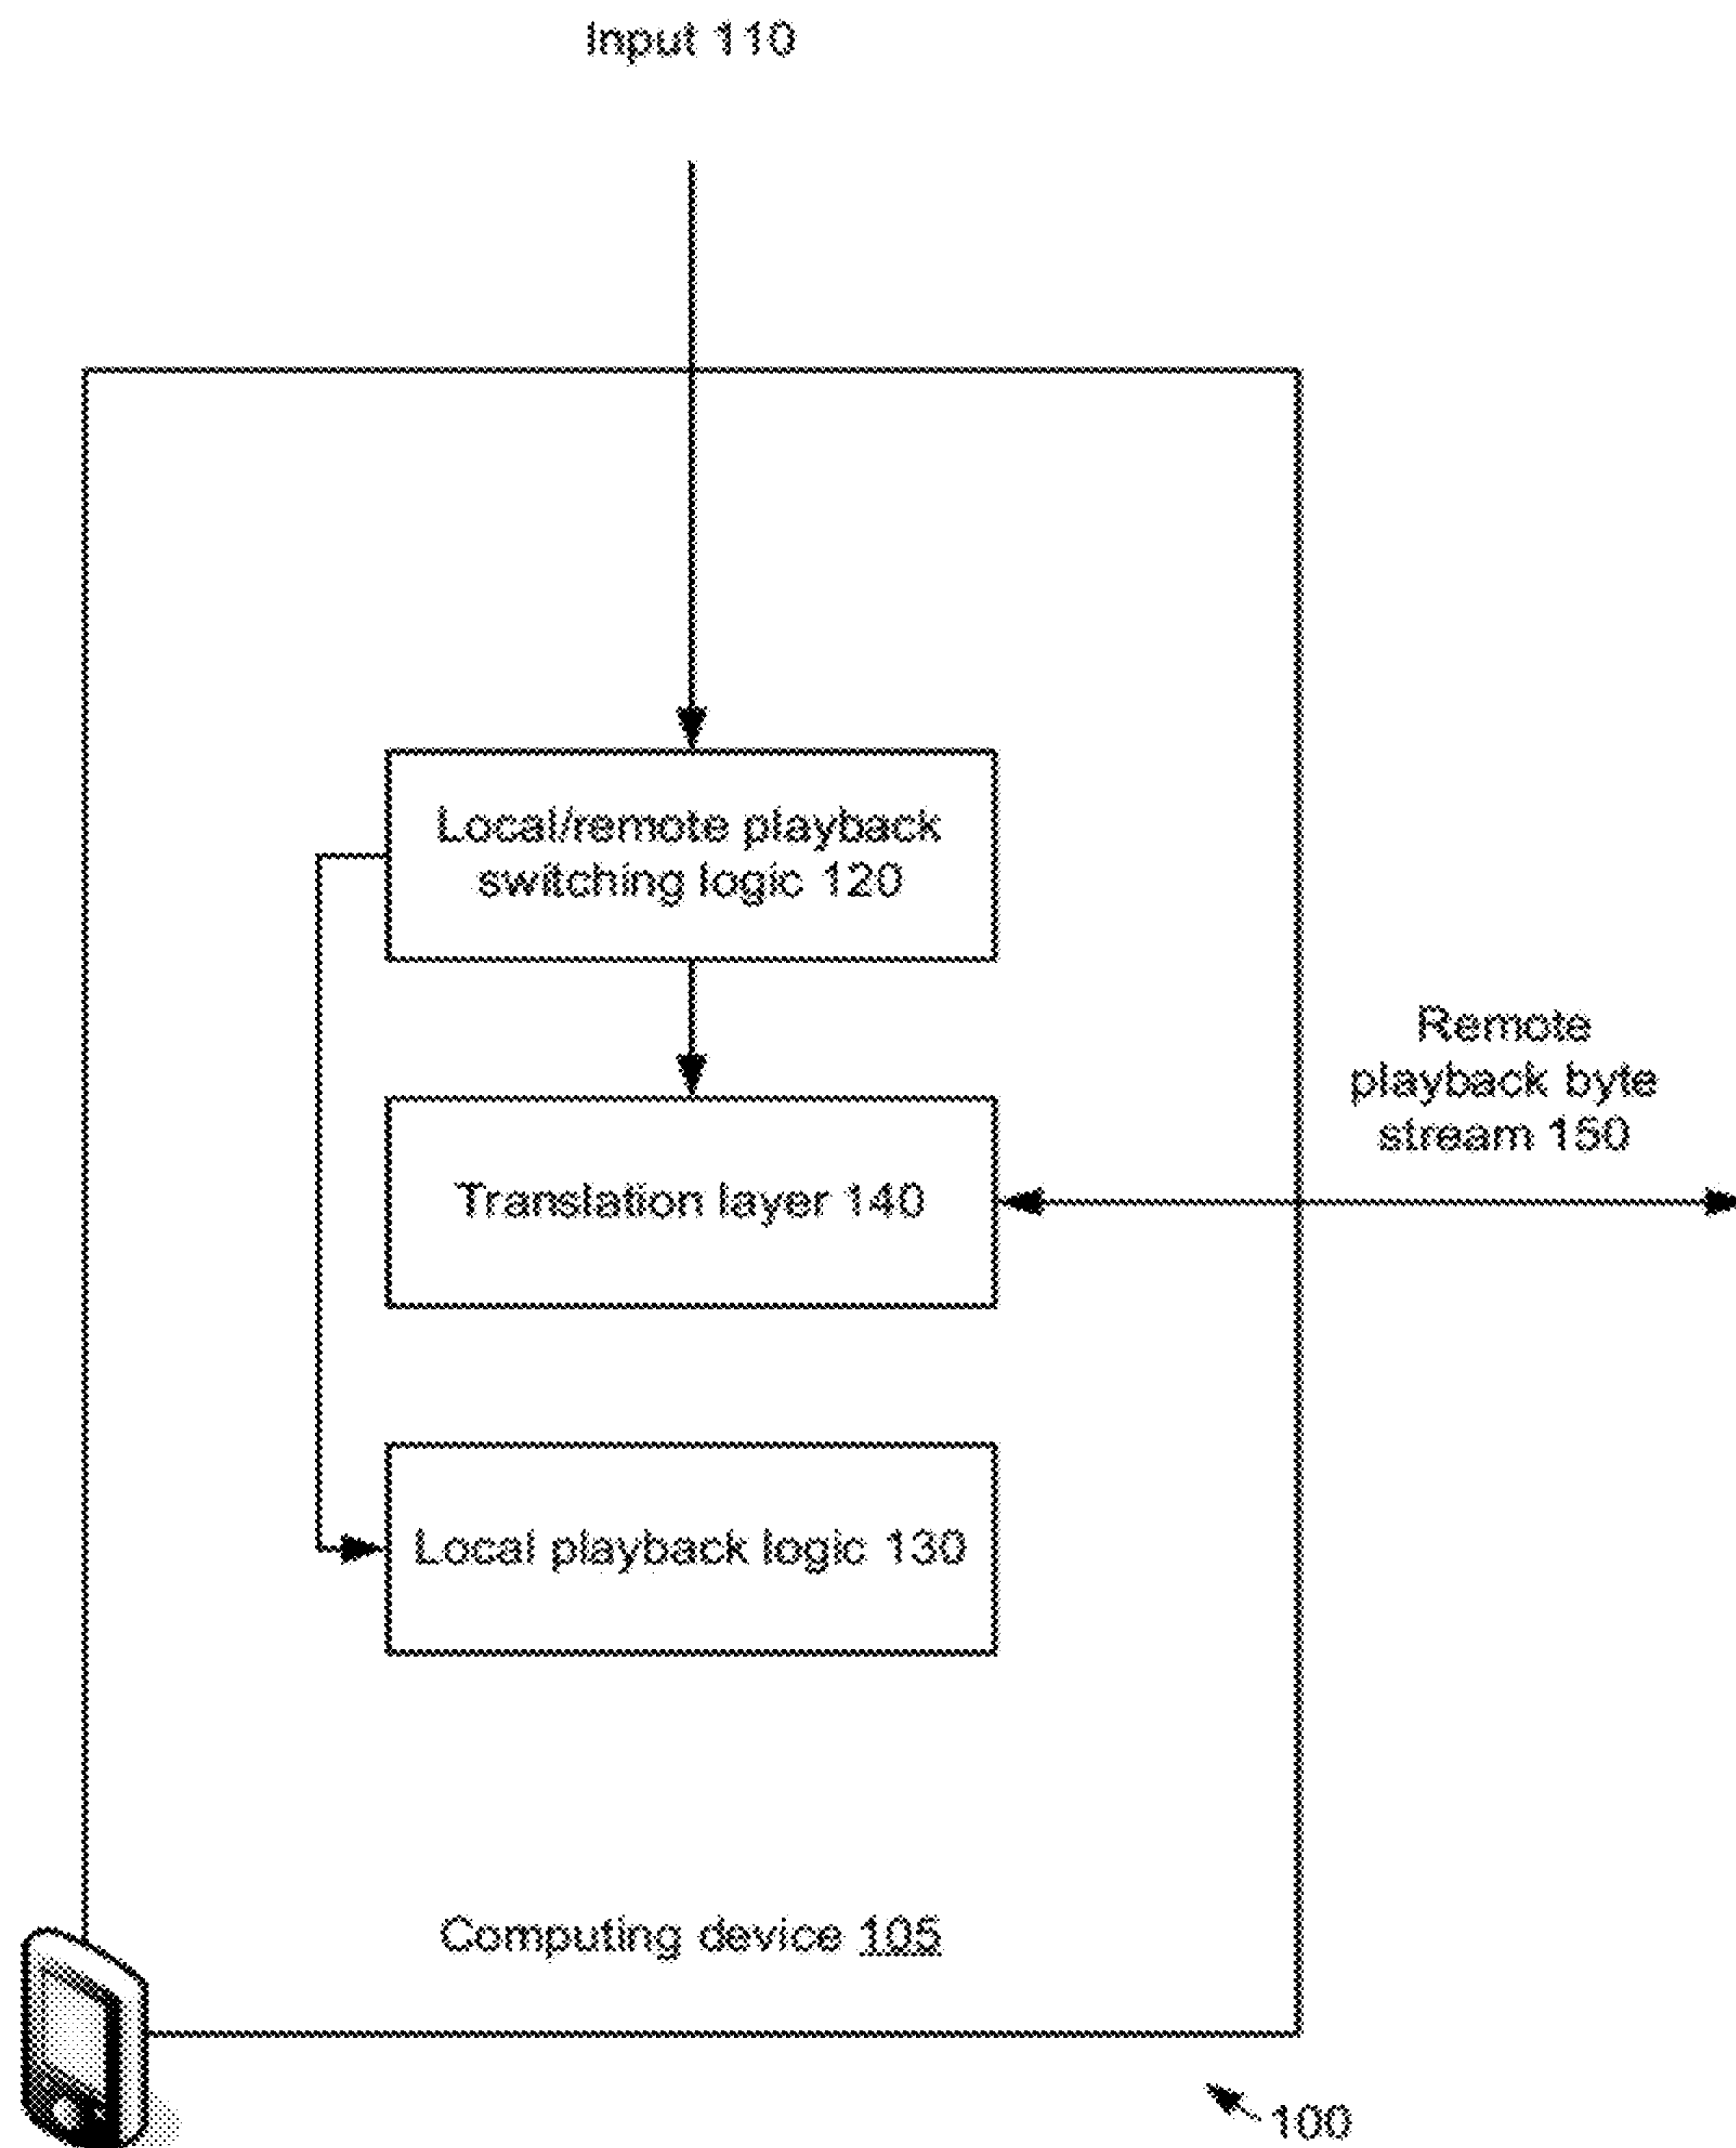 Input 110
Local/remote playback
switching logic 120
Remote
playback byte
stream 150
Translation layer 140
Local playback logic 130
Computing device 105
100